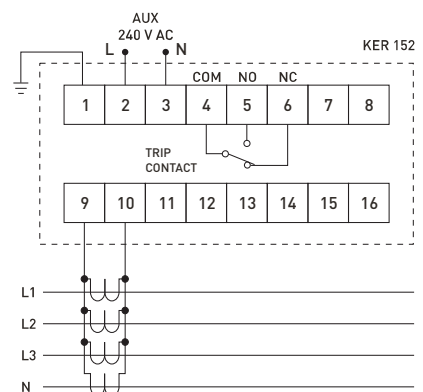 AUX
240 V AC
L N
KER 152
COM NO NC
1 2 3 4 5 6 7 8
TRIP
CONTACT
9 10 11 12 13 14 15 16
L1
L2
L3
N